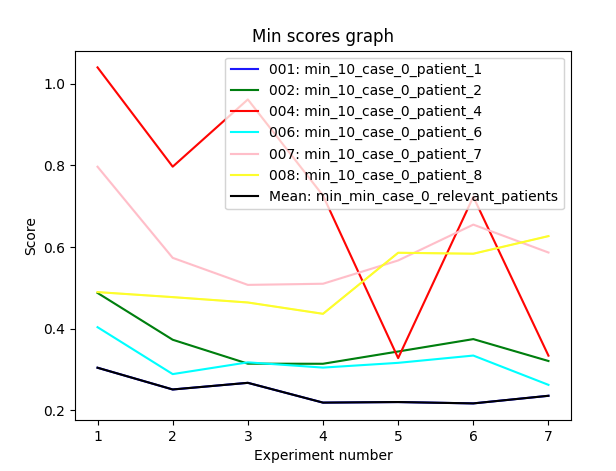 Min scores graph
001: min_10_case_0_patient_1
002: min_10_case_0_patient_2
004: min_10_case_0_patient_4
006: min_10_case_0_patient_6
007: min_10_case_0_patient_7
008: min_10_case_0_patient_8
Mean: min_min_case_0_relevant_patients
Score
1.0
0.8
0.6
0.4
0.2
1 2 3 4 5 6 7
Experiment number